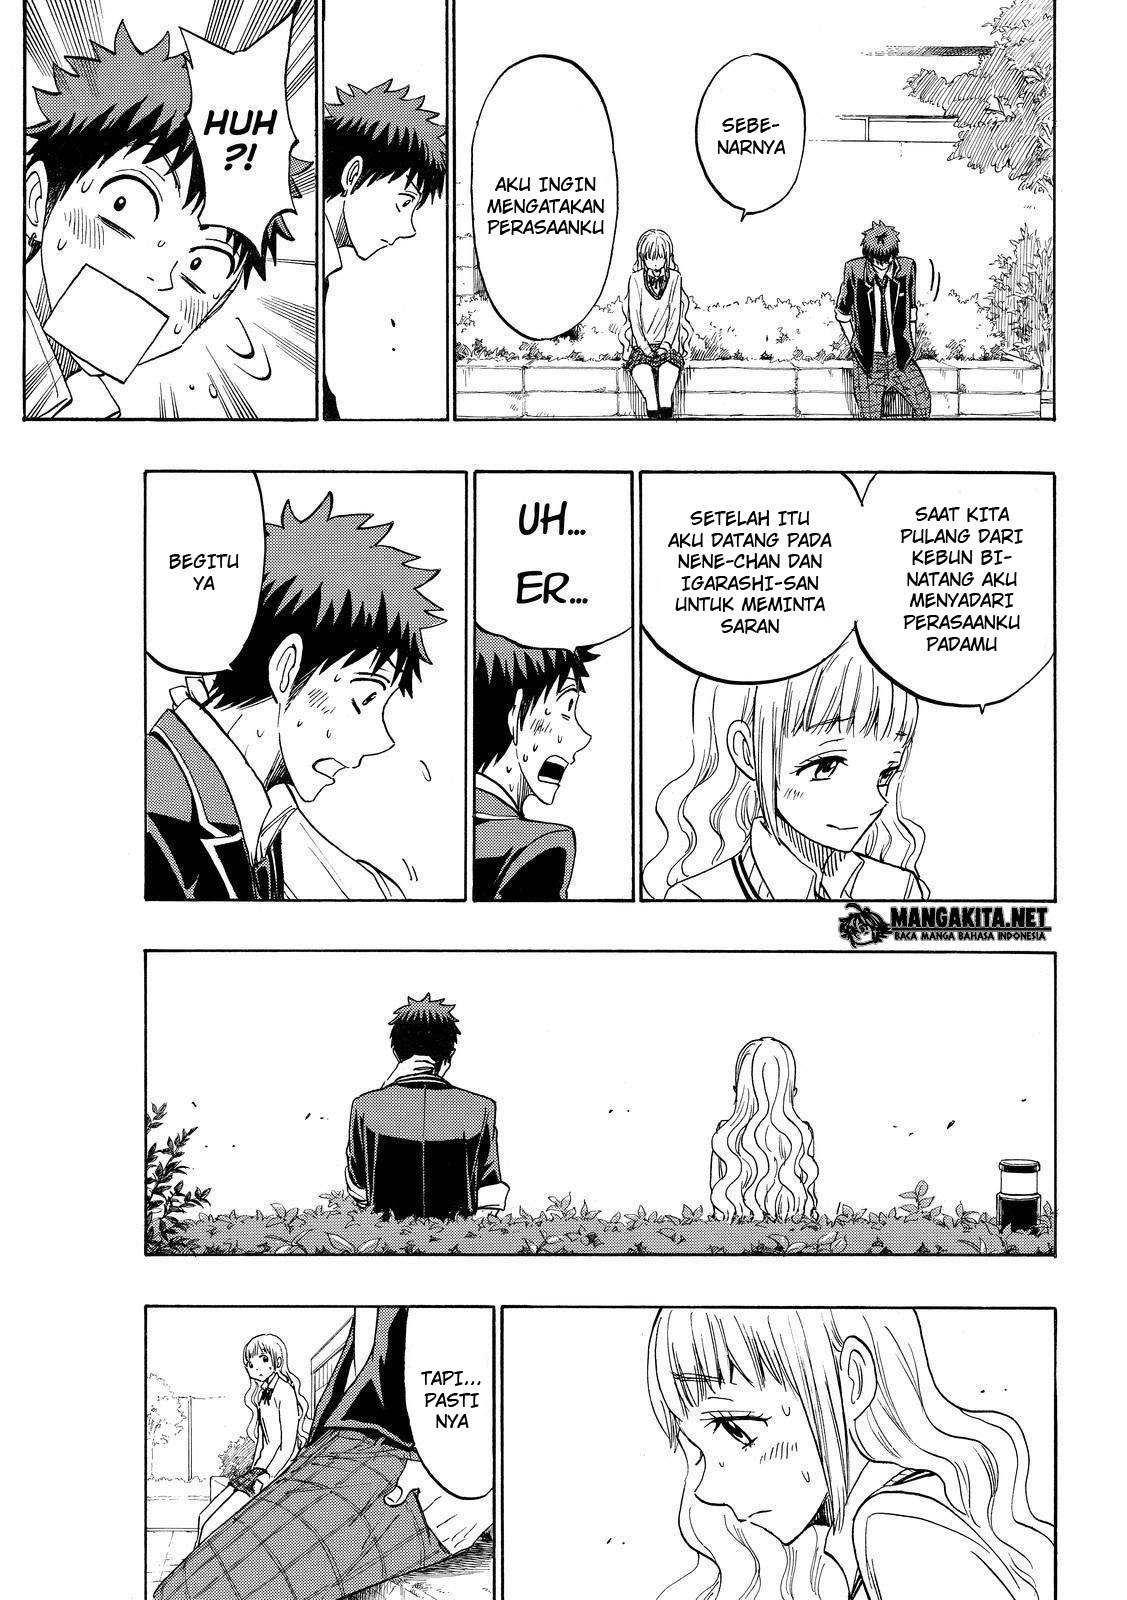 SEBE-
NARNYA
AKU INGIN
MENGATAKAN
PERASAANKU
HUH
?!
SAAT KITA
PULANG DARI
KEBUN BI-
NATANG AKU
MENYADARI
PERASAANKU
PADAMU
SETELAH ITU
AKU DATANG PADA
NENE-CHAN DAN
IGARASHI-SAN
UNTUK MEMINTA
SARAN
UH...
ER...
BEGITU
YA
MANGAKITA.NET
BACA MANGA BAHASA INDONESIA
TAPI...
PASTI
NYA